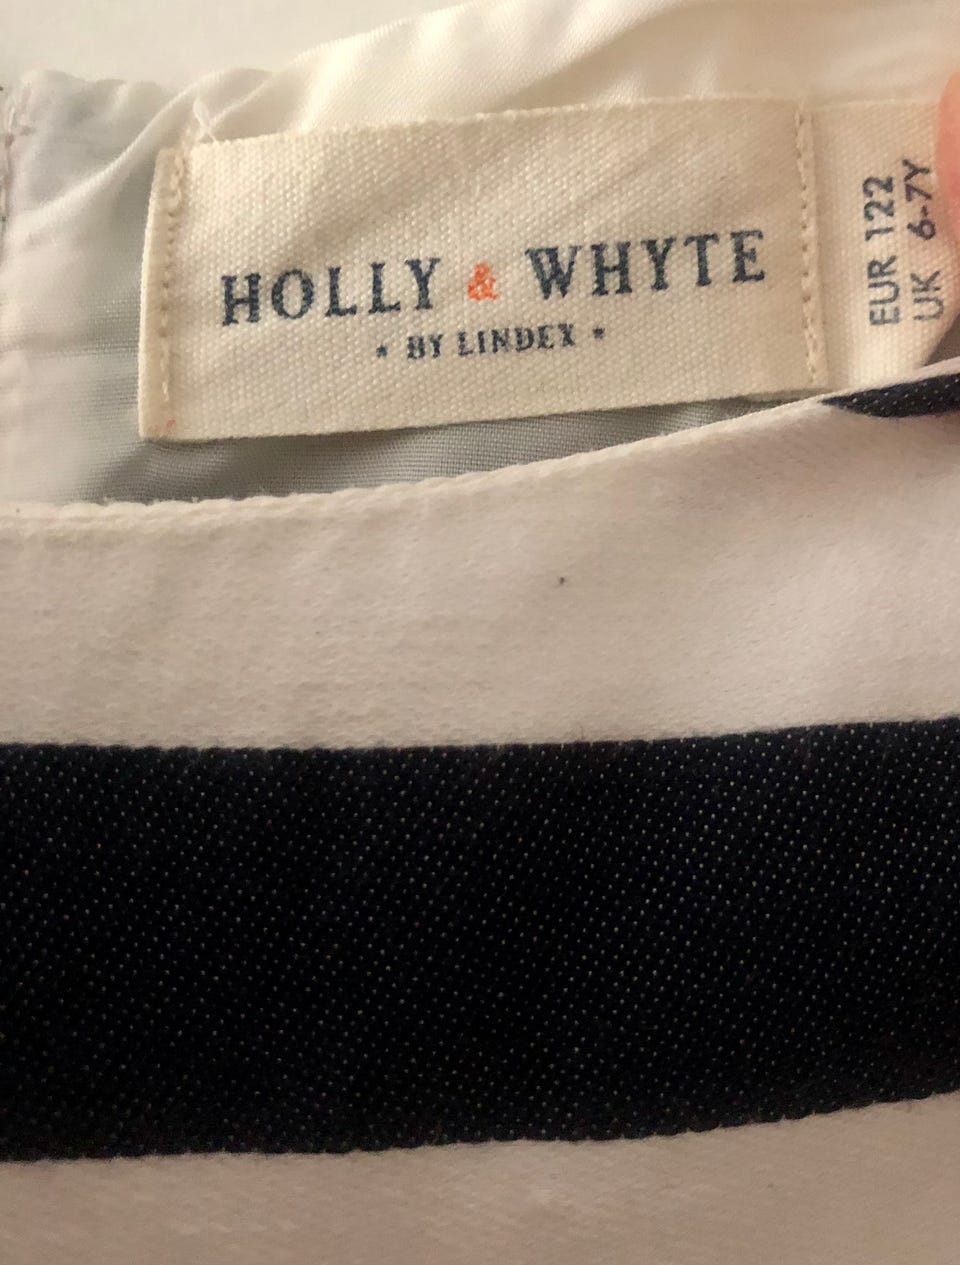 HOLLY & WHYTE
★ BY LINDEX ★
EUR 122
UK 6-7Y